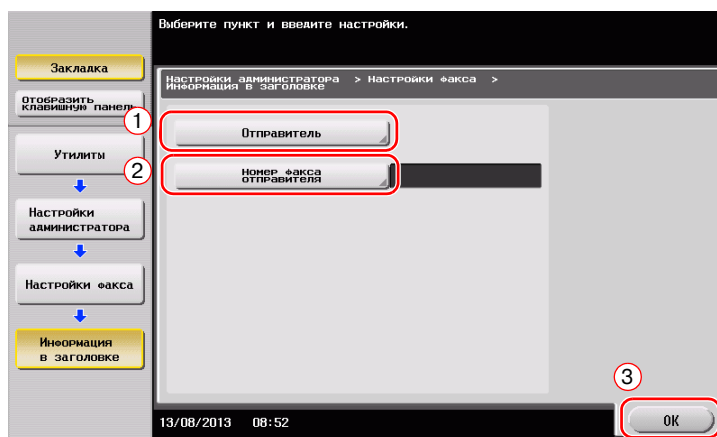 Выберите пункт и введите настройки.
Закладка
Отобразить
клавишную панель
Настройки администратора > Настройки факса >
Информация в заголовке
1
Отправитель
2
Номер факса
отправителя
Утилиты
Настройки
администратора
Настройки факса
Информация
в заголовке
3
13/08/2013 08:52
OK